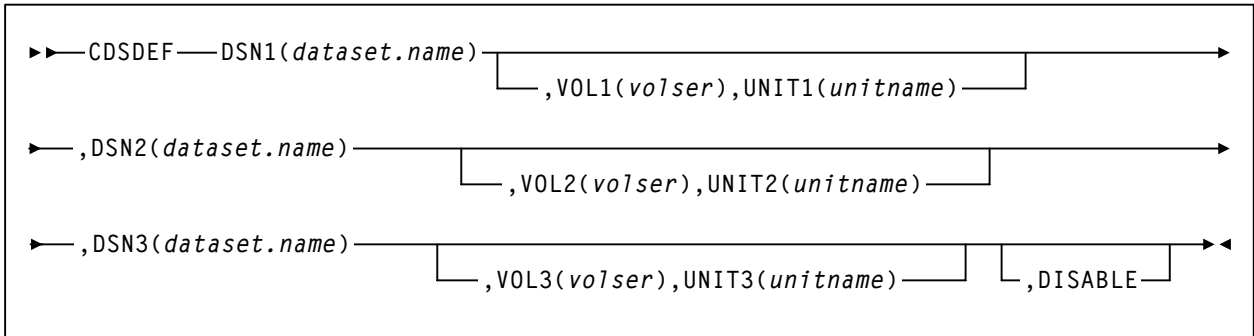 CDSDEF DSN1(dataset.name)
,VOL1(volser),UNIT1(unitname)
,DSN2(dataset.name)
,VOL2(volser),UNIT2(unitname)
,DSN3(dataset.name)
,VOL3(volser),UNIT3(unitname) ,DISABLE